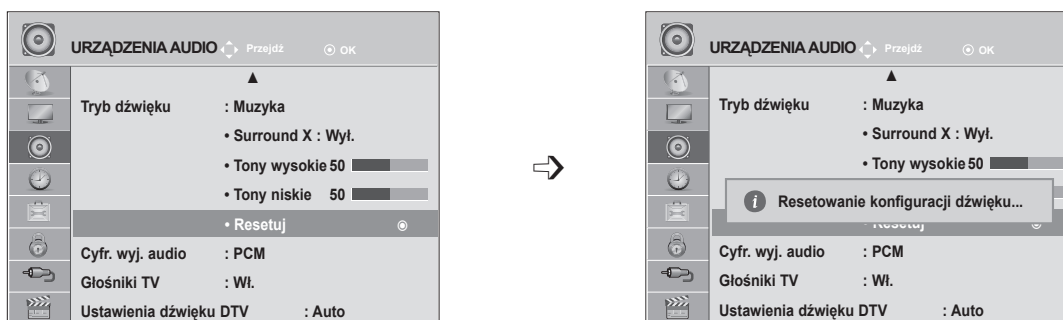 URZĄDZENIA AUDIO Przejdź OK
Tryb dźwięku : Muzyka
• Surround X : Wył.
• Tony wysokie 50
• Tony niskie 50
• Resetuj
Cyfr. wyj. audio : PCM
Głośniki TV : Wł.
Ustawienia dźwięku DTV : Auto
URZĄDZENIA AUDIO Przejdź OK
Tryb dźwięku : Muzyka
• Surround X : Wył.
• Tony wysokie 50
i Resetowanie konfiguracji dźwięku...
• Resetuj
Cyfr. wyj. audio : PCM
Głośniki TV : Wł.
Ustawienia dźwięku DTV : Auto